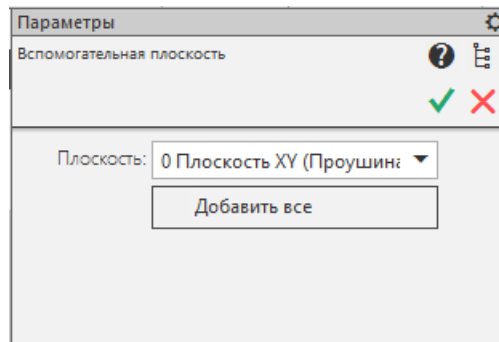 Параметры
Вспомогательная плоскость
Плоскость: 0 Плоскость XY (Проушина
Добавить все